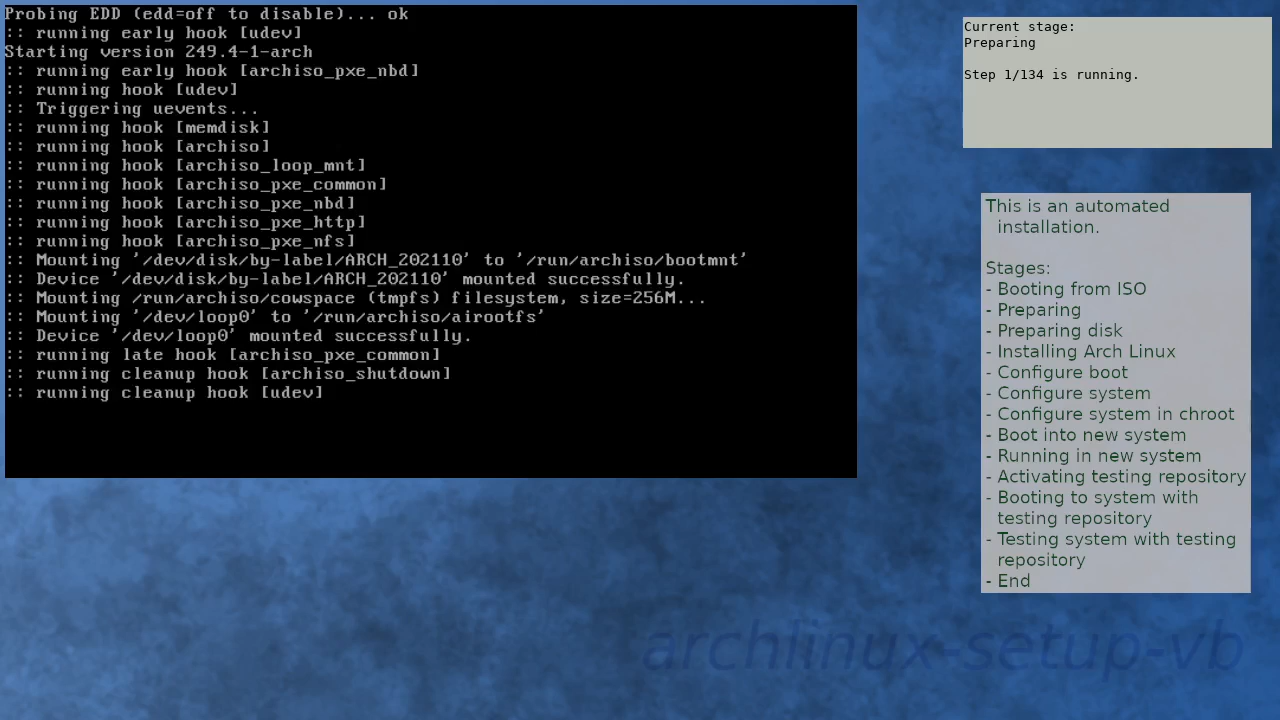 Probing EDD (edd=off to disable)... ok
:: running early hook [udev]
Starting version 249.4-1-arch
:: running early hook [archiso_pxe_nbd]
:: running hook [udev]
:: Triggering uevents...
:: running hook [memdisk]
:: running hook [archiso]
:: running hook [archiso_loop_mnt]
:: running hook [archiso_pxe_common]
:: running hook [archiso_pxe_nbd]
:: running hook [archiso_pxe_http]
:: running hook [archiso_pxe_nfs]
:: Mounting '/dev/disk/by-label/ARCH_202110' to '/run/archiso/bootmnt'
:: Device '/dev/disk/by-label/ARCH_202110' mounted successfully.
:: Mounting /run/archiso/cowspace (tmpfs) filesystem, size=256M...
:: Mounting '/dev/loop0' to '/run/archiso/airootfs'
:: Device '/dev/loop0' mounted successfully.
:: running late hook [archiso_pxe_common]
:: running cleanup hook [archiso_shutdown]
:: running cleanup hook [udev]
Current stage:
Preparing
Step 1/134 is running.
This is an automated
installation.
Stages:
- Booting from ISO
- Preparing
- Preparing disk
- Installing Arch Linux
- Configure boot
- Configure system
- Configure system in chroot
- Boot into new system
- Running in new system
- Activating testing repository
- Booting to system with
testing repository
- Testing system with testing
repository
- End
archlinux-setup-vb